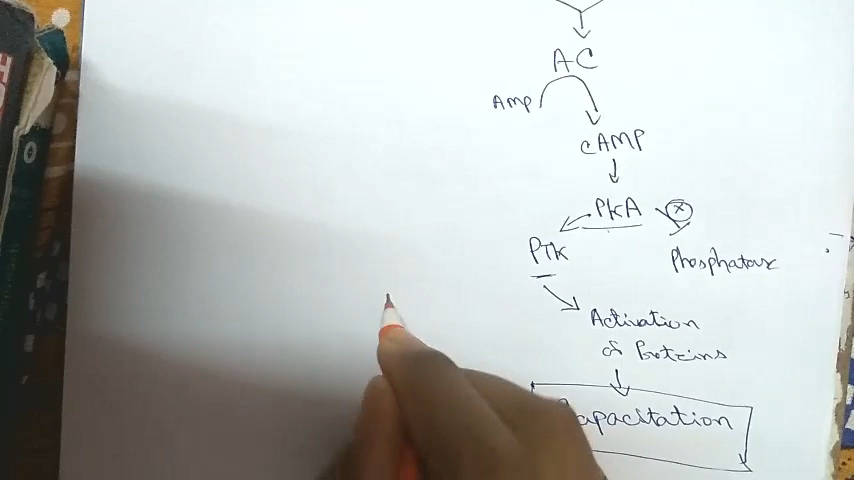 AC
Amp
cAMP
PKA
PTK
Phosphatase
Activation
of Proteins
Capacitation